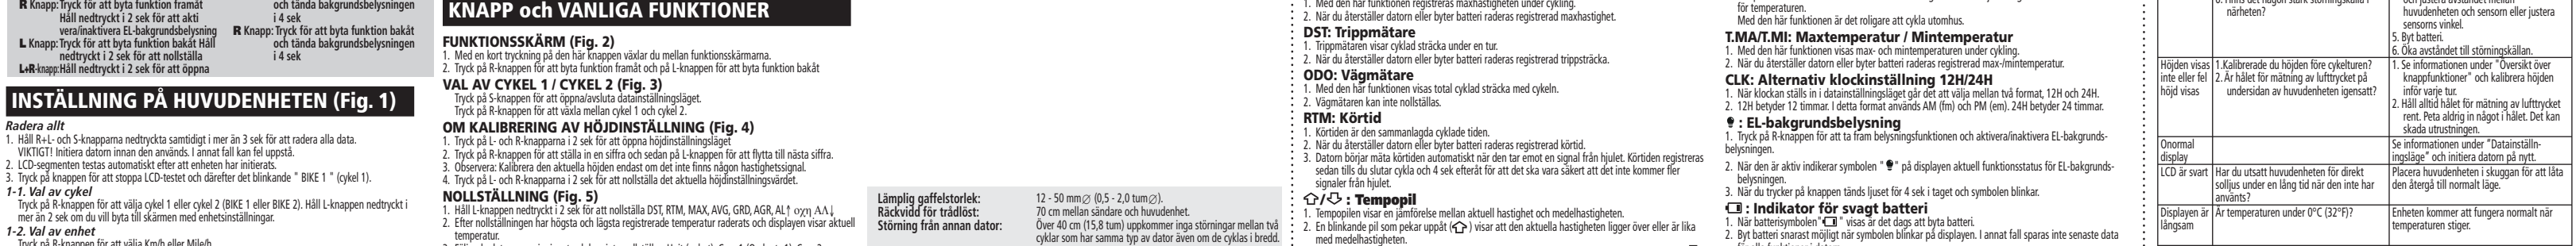 R Knapp: Tryck för att byta funktion framåt
Håll nedtryckt i 2 sek för att akti
vera/inaktivera EL-bakgrundsbelysning
L Knapp: Tryck för att byta funktion bakåt Håll
nedtryckt i 2 sek för att nollställa
L+R-knapp: Håll nedtryckt i 2 sek för att öppna
och tända bakgrundsbelysningen
i 4 sek
R Knapp: Tryck för att byta funktion bakåt
och tända bakgrundsbelysningen
i 4 sek
INSTÄLLNING PÅ HUVUDENHETEN (Fig. 1)
Radera allt
1. Håll R+L- och S-knapparna nedtryckta samtidigt i mer än 3 sek för att radera alla data.
VIKTIGT! Initiera datorn innan den används. I annat fall kan fel uppstå.
2. LCD-segmenten testas automatiskt efter att enheten har initierats.
3. Tryck på knappen för att stoppa LCD-testet och därefter det blinkande " BIKE 1 " (cykel 1).
1-1. Val av cykel
Tryck på R-knappen för att välja cykel 1 eller cykel 2 (BIKE 1 eller BIKE 2). Håll L-knappen nedtryckt i
mer än 2 sek om du vill byta till skärmen med enhetsinställningar.
1-2. Val av enhet
Tryck på R-knappen för att välja Km/h eller Mile/h.
KNAPP och VANLIGA FUNKTIONER
FUNKTIONSSKÄRM (Fig. 2)
1. Med en kort tryckning på den här knappen växlar du mellan funktionsskärmarna.
2. Tryck på R-knappen för att byta funktion framåt och på L-knappen för att byta funktion bakåt
VAL AV CYKEL 1 / CYKEL 2 (Fig. 3)
Tryck på S-knappen för att öppna/avsluta datainställningsläget.
Tryck på R-knappen för att växla mellan cykel 1 och cykel 2.
OM KALIBRERING AV HÖJDINSTÄLLNING (Fig. 4)
1. Tryck på L- och R-knapparna för att öppna höjdinställningsläget
2. Tryck på R-knappen för att ställa in en siffra och sedan på L-knappen för att flytta till nästa siffra.
3. Observera: Kalibrera den aktuella höjden endast om det inte finns någon hastighetssignal.
4. Tryck på L- och R-knapparna i 2 sek för att nollställa det aktuella höjdinställningsvärdet.
NOLLSTÄLLNING (Fig. 5)
1. Håll L-knappen nedtryckt i 2 sek för att nollställa DST, RTM, MAX, AVG, GRD, AGR, AL↑ οχη AA↓
2. Efter nollställningen har högsta och lägsta registrerade temperatur raderats och displayen visar aktuell
temperatur.
Lämplig gaffelstorlek: 12 - 50 mm∅ (0,5 - 2,0 tum∅).
Räckvidd för trådlöst: 70 cm mellan sändare och huvudenhet.
Störning från annan dator: Över 40 cm (15,8 tum) uppkommer inga störningar mellan två
cyklar som har samma typ av dator även om de cyklas i bredd.
1. Med den här funktionen registreras maxhastigheten under cykling.
2. När du återställer datorn eller byter batteri raderas registrerad maxhastighet.
DST: Trippmätare
1. Trippmätaren visar cyklad sträcka under en tur.
2. När du återställer datorn eller byter batteri raderas registrerad trippsträcka.
ODO: Vägmätare
1. Med den här funktionen visas total cyklad sträcka med cykeln.
2. Vägmätaren kan inte nollställas.
RTM: Körtid
1. Körtiden är den sammanlagda cyklade tiden.
2. När du återställer datorn eller byter batteri raderas registrerad körtid.
3. Datorn börjar mäta körtiden automatiskt när den tar emot en signal från hjulet. Körtiden registreras
sedan tills du slutar cykla och 4 sek efteråt för att det ska vara säkert att det inte kommer fler
signaler från hjulet.
⇧/⇩ : Tempopil
1. Tempopilen visar en jämförelse mellan aktuell hastighet och medelhastigheten.
2. En blinkande pil som pekar uppåt (⇧) visar att den aktuella hastigheten ligger över eller är lika
med medelhastigheten.
för temperaturen.
Med den här funktionen är det roligare att cykla utomhus.
T.MA/T.MI: Maxtemperatur / Mintemperatur
1. Med den här funktionen visas max- och mintemperaturen under cykling.
2. När du återställer datorn eller byter batteri raderas registrerad max-/mintemperatur.
CLK: Alternativ klockinställning 12H/24H
1. När klockan ställs in i datainställningsläget går det att välja mellan två format, 12H och 24H.
2. 12H betyder 12 timmar. I detta format används AM (fm) och PM (em). 24H betyder 24 timmar.
: EL-bakgrundsbelysning
1. Tryck på R-knappen för att ta fram belysningsfunktionen och aktivera/inaktivera EL-bakgrunds-
belysningen.
2. När den är aktiv indikerar symbolen " " på displayen aktuell funktionsstatus för EL-bakgrunds-
belysningen.
3. När du trycker på knappen tänds ljuset för 4 sek i taget och symbolen blinkar.
: Indikator för svagt batteri
1. När batterisymbolen" " visas är det dags att byta batteri.
2. Byt batteri snarast möjligt när symbolen blinkar på displayen. I annat fall sparas inte senaste data
närheten?
och justera avståndet mellan
huvudenheten och sensorn eller justera
sensorns vinkel.
5. Byt batteri.
6. Öka avståndet till störningskällan.
Höjden visas
inte eller fel
höjd visas
1.Kalibrerade du höjden före cykelturen?
2. Är hålet för mätning av lufttrycket på
undersidan av huvudenheten igensatt?
1. Se informationen under "Översikt över
knappfunktioner" och kalibrera höjden
inför varje tur.
2. Håll alltid hålet för mätning av lufttrycket
rent. Peta aldrig in något i hålet. Det kan
skada utrustningen.
Onormal
display
Se informationen under "Datainställn-
ingsläge" och initiera datorn på nytt.
LCD är svart
Har du utsatt huvudenheten för direkt
solljus under en lång tid när den inte har
använts?
Placera huvudenheten i skuggan för att låta
den återgå till normalt läge.
Displayen är
långsam
Är temperaturen under 0°C (32°F)?
Enheten kommer att fungera normalt när
temperaturen stiger.